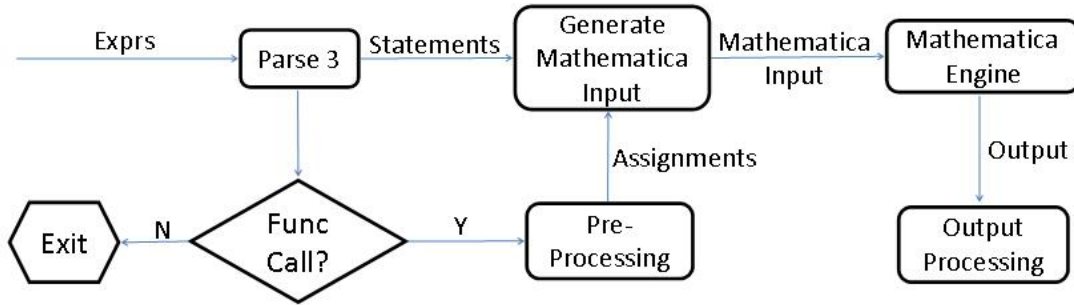 Exprs
Parse 3
Statements
Generate
Mathematica
Input
Mathematica
Input
Mathematica
Engine
Assignments
Output
Exit
N
Func
Call?
Y
Pre-
Processing
Output
Processing